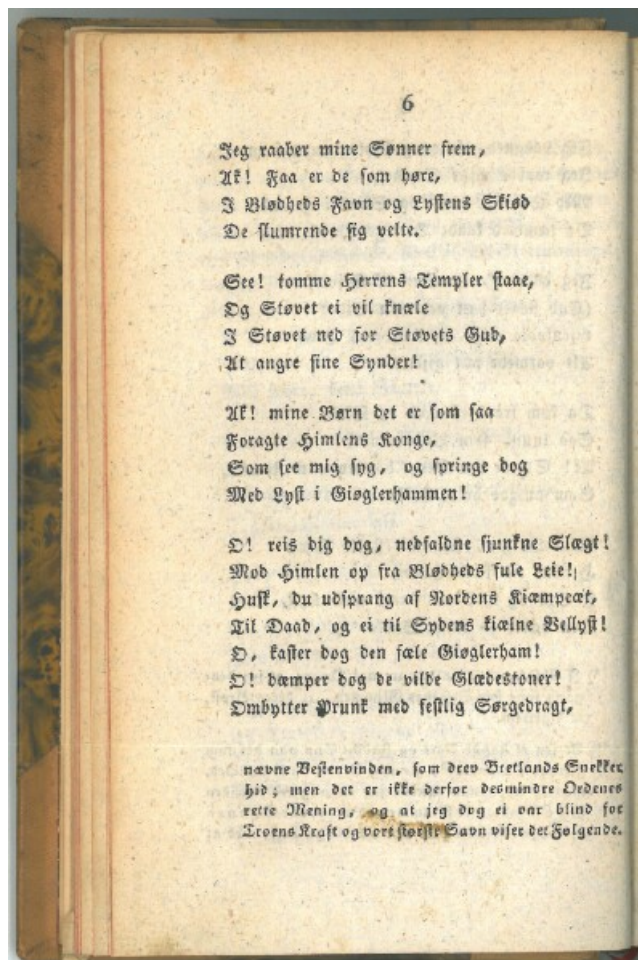 6
Jeg raaber mine Sønner frem,
Ak! Faa er de som høre,
I Blødheds Favn og Lystens Skiød
De slumrende sig velte.
See! tomme Herrens Templer staae,
Og Støvet ei vil knæle
I Støvet ned for Støvets Gud,
At angre sine Synder!
Ak! mine Børn det er som saa
Foragte Himlens Konge,
Som see mig syg, og springe dog
Med Lyst i Giøglerhammen!
O! reis dig dog, nedfaldne sjunkne Slægt!
Mod Himlen op fra Blødheds fule Leie!
Husk, du udsprang af Nordens Kiæmpeæt,
Til Daad, og ei til Sydens kiælne Vellyst!
O, kaster dog den fæle Giøglerham!
O! dæmper dog de vilde Glædestoner!
Ombytter Prunk med festlig Sørgedragt,
nævne Vestenvinden, som drev Bretlands Snekker
hid; men det er ikke derfor desmindre Ordenes
rette Mening, og at jeg dog ei var blind for
Troens Kraft og vort største Savn viser det Følgende.